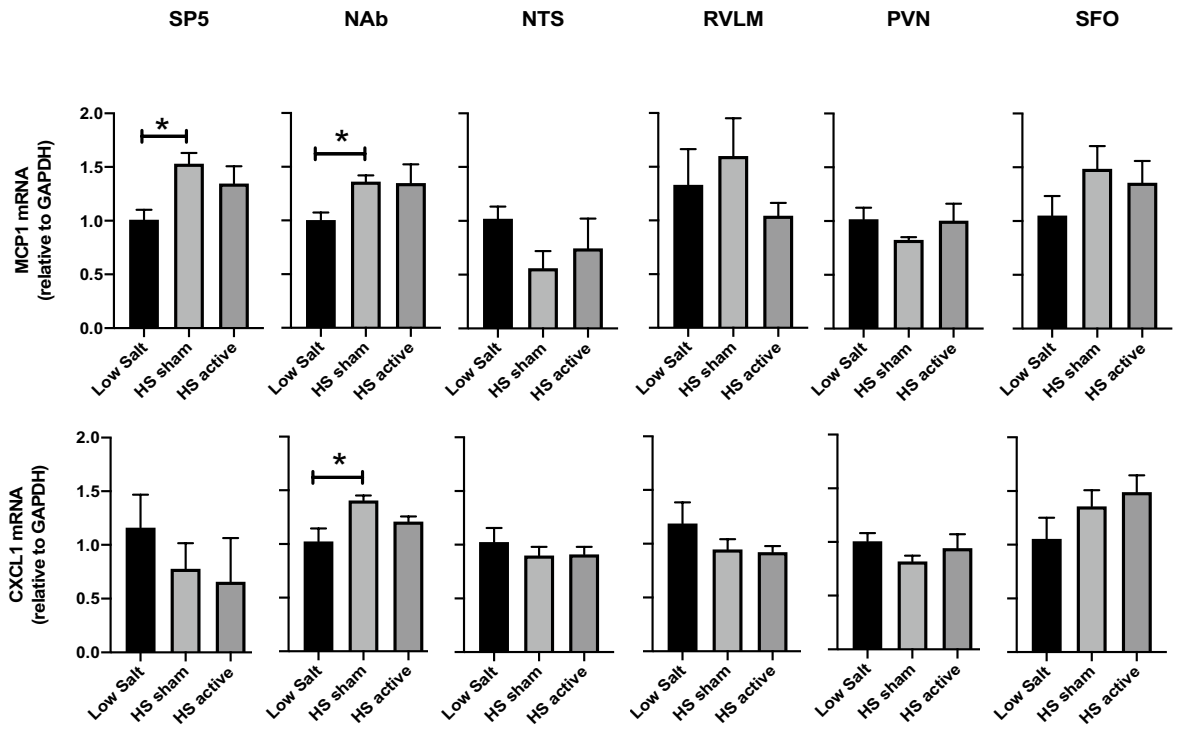 SP5 NAb NTS RVLM PVN SFO
MCP1 mRNA
(relative to GAPDH)
2.0
1.5
1.0
0.5
0.0
* *
Low Salt HS sham HS active Low Salt HS sham HS active Low Salt HS sham HS active Low Salt HS sham HS active Low Salt HS sham HS active Low Salt HS sham HS active
CXCL1 mRNA
(relative to GAPDH)
2.0
1.5
1.0
0.5
0.0
*
Low Salt HS sham HS active Low Salt HS sham HS active Low Salt HS sham HS active Low Salt HS sham HS active Low Salt HS sham HS active Low Salt HS sham HS active